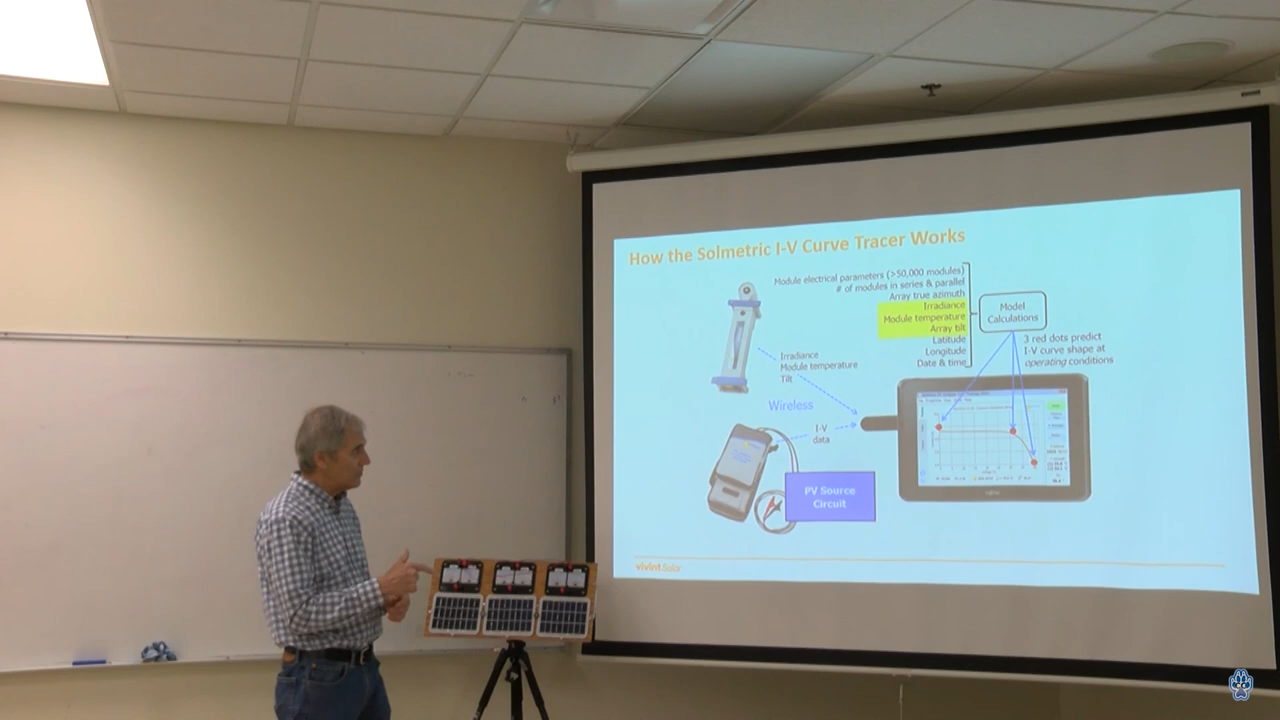 How the Solmetric I-V Curve Tracer Works
Module electrical parameters (>50,000 modules)
# of modules in series & parallel
Array true azimuth
Irradiance
Module temperature
Array tilt
Latitude
Longitude
Date & time
Model
Calculations
3 red dots predict
I-V curve shape at
operating conditions
Irradiance
Module temperature
Tilt
Wireless
I-V
data
PV Source
Circuit
vivint.Solar